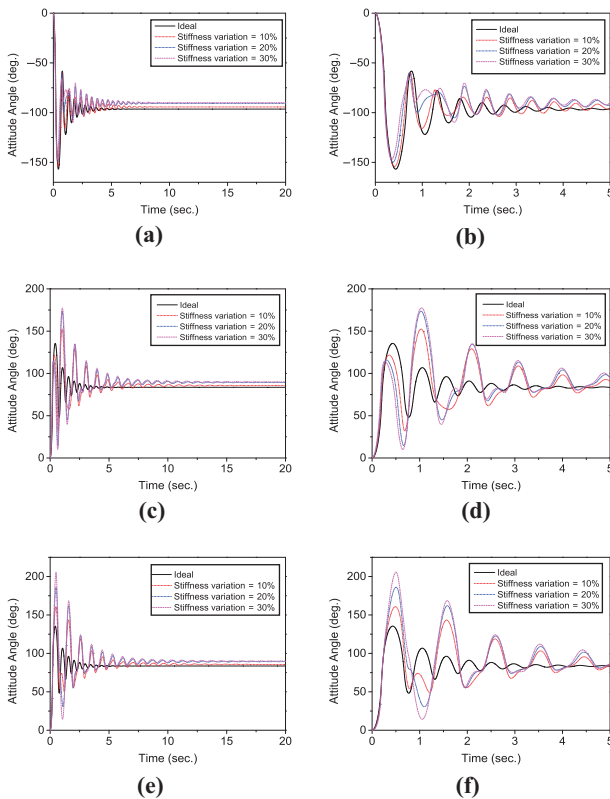 0
−50
−100
−150
Attitude Angle (deg.)
0 5 10 15 20
Time (sec.)
Ideal
Stiffness variation = 10%
Stiffness variation = 20%
Stiffness variation = 30%
(a)
0
−50
−100
−150
Attitude Angle (deg.)
0 1 2 3 4 5
Time (sec.)
Ideal
Stiffness variation = 10%
Stiffness variation = 20%
Stiffness variation = 30%
(b)
200
150
100
50
0
Attitude Angle (deg.)
0 5 10 15 20
Time (sec.)
Ideal
Stiffness variation = 10%
Stiffness variation = 20%
Stiffness variation = 30%
(c)
200
150
100
50
0
Attitude Angle (deg.)
0 1 2 3 4 5
Time (sec.)
Ideal
Stiffness variation = 10%
Stiffness variation = 20%
Stiffness variation = 30%
(d)
200
150
100
50
0
Attitude Angle (deg.)
0 5 10 15 20
Time (sec.)
Ideal
Stiffness variation = 10%
Stiffness variation = 20%
Stiffness variation = 30%
(e)
200
150
100
50
0
Attitude Angle (deg.)
0 1 2 3 4 5
Time (sec.)
Ideal
Stiffness variation = 10%
Stiffness variation = 20%
Stiffness variation = 30%
(f)